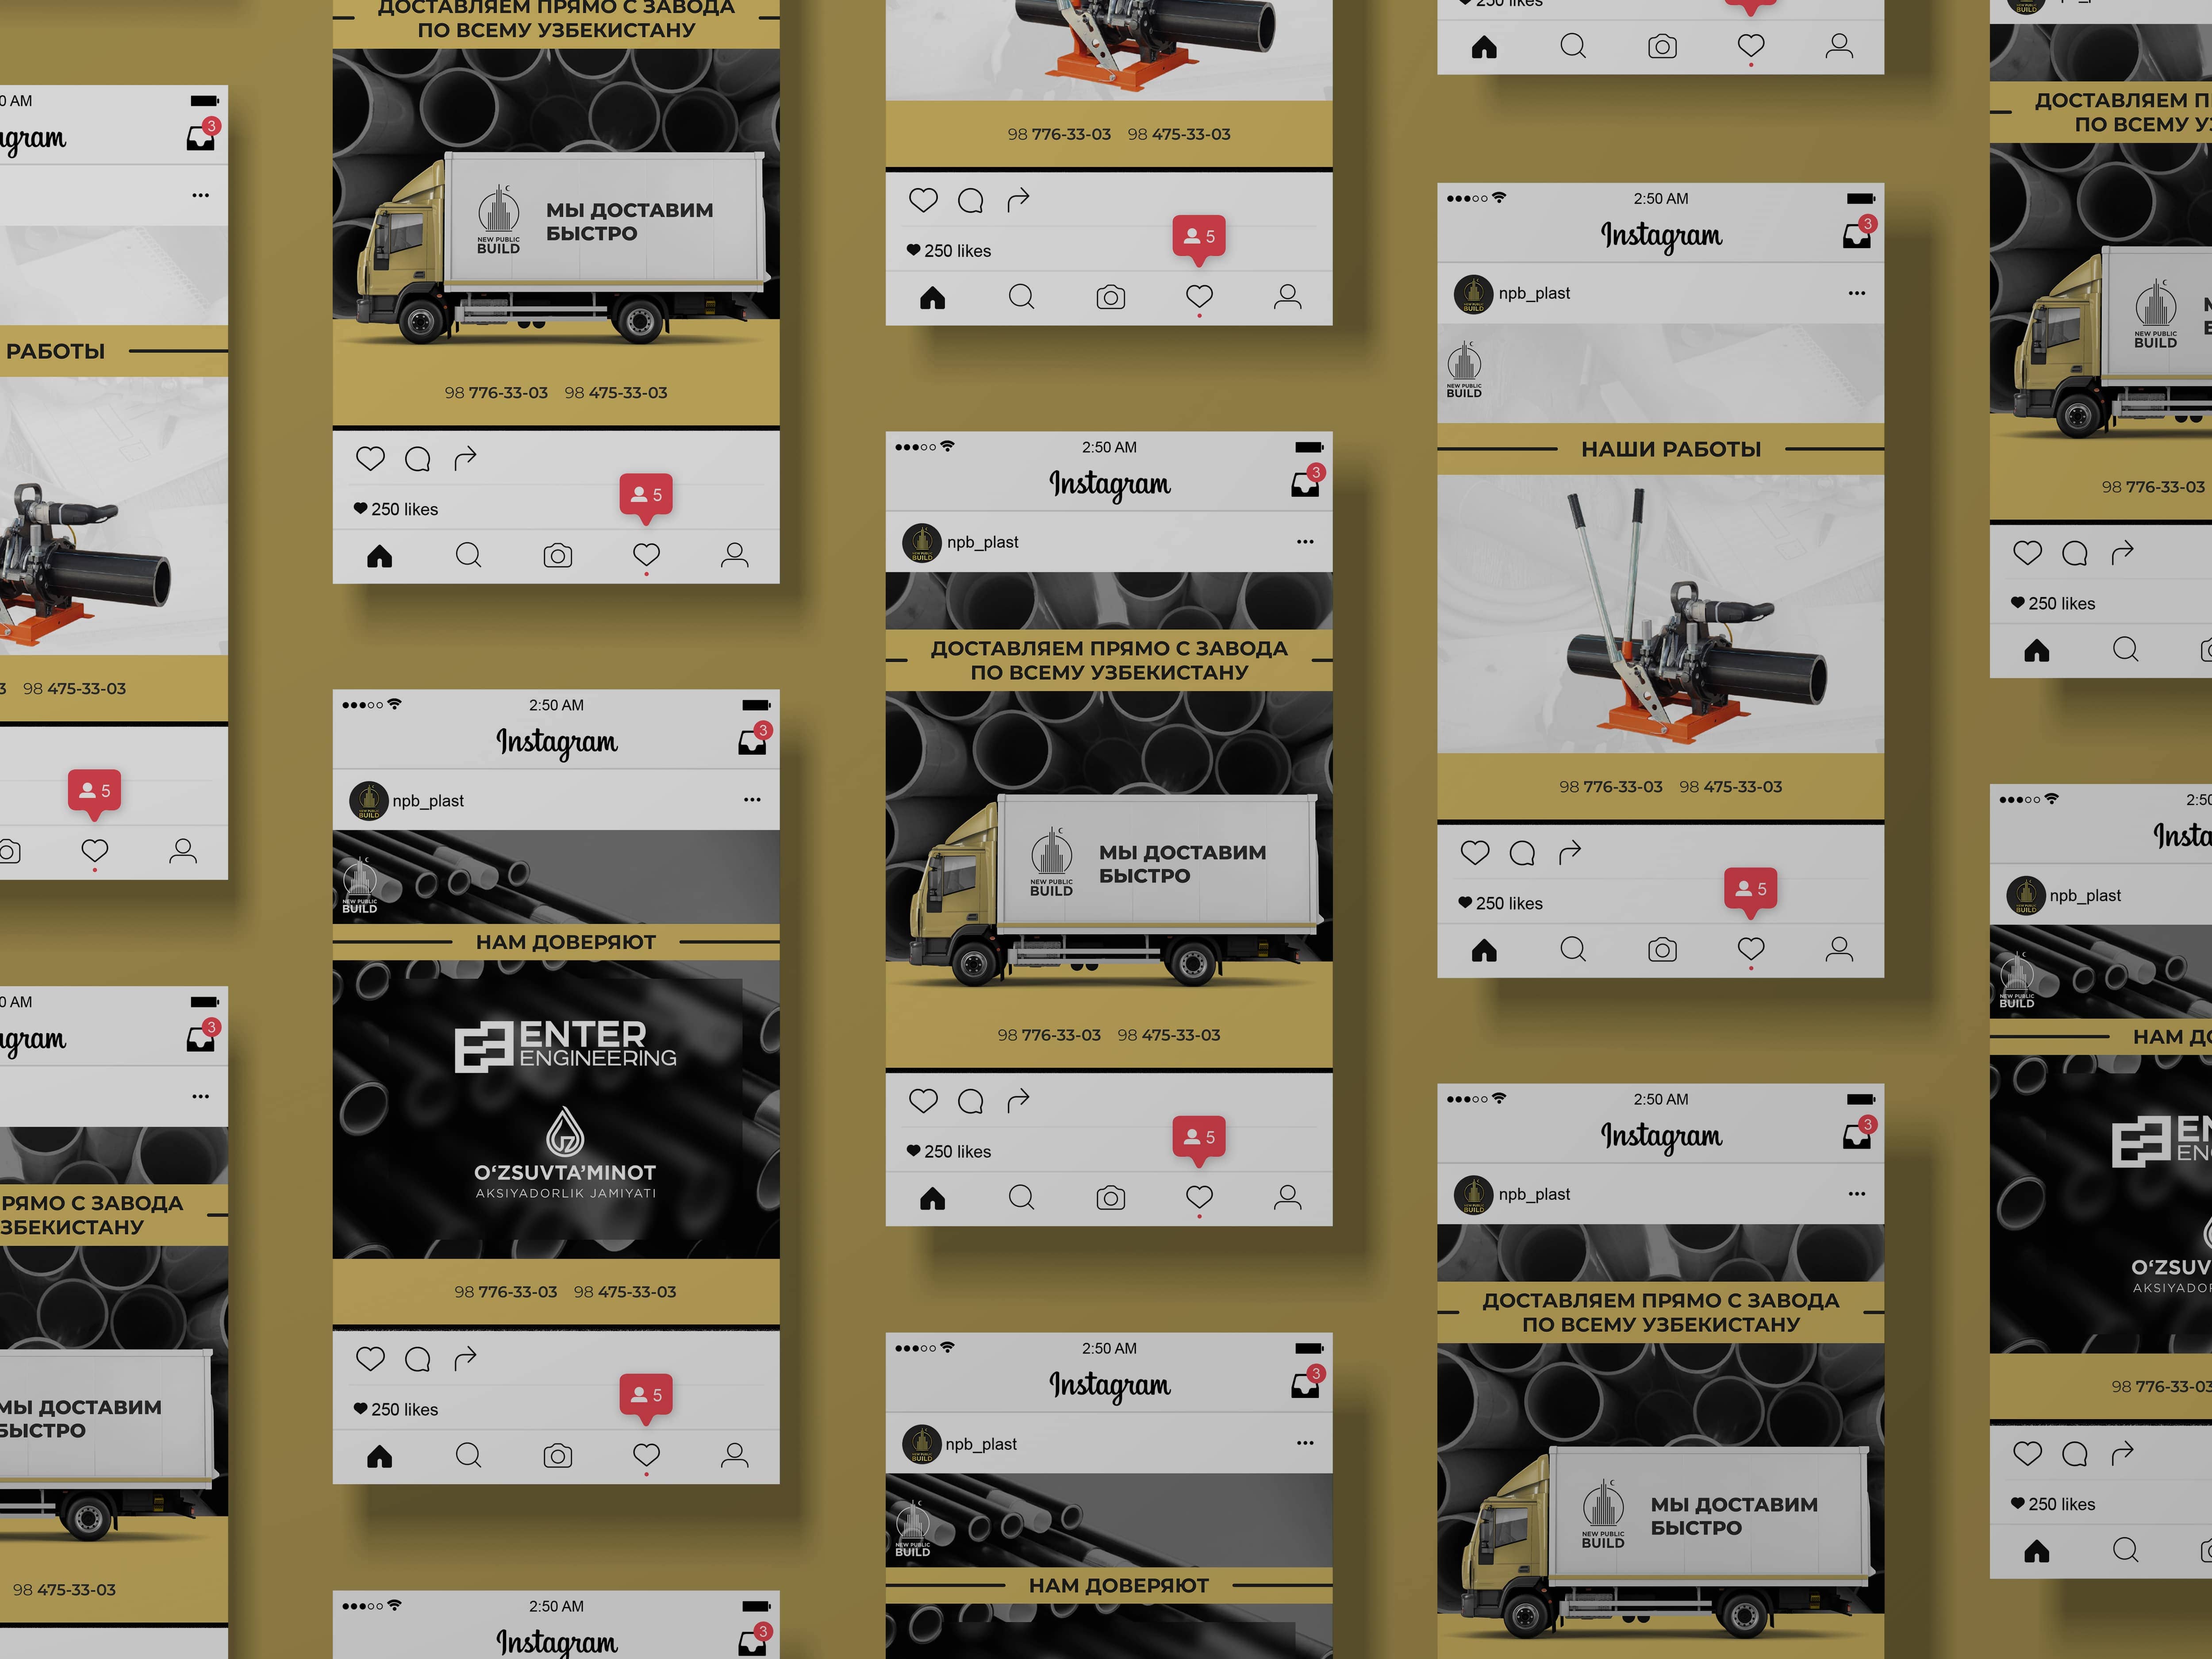 0 AM
agram
3
РАБОТЫ
98 475-33-03
5
0 AM
agram
3
ПРЯМО С ЗАВОДА
УЗБЕКИСТАНУ
МЫ ДОСТАВИМ
БЫСТРО
98 475-33-03
ДОСТАВЛЯЕМ ПРЯМО С ЗАВОДА
ПО ВСЕМУ УЗБЕКИСТАНУ
NEW PUBLIC
BUILD
МЫ ДОСТАВИМ
БЫСТРО
98 776-33-03 98 475-33-03
250 likes
5
2:50 AM
Instagram
3
npb_plast
NEW PUBLIC
BUILD
НАМ ДОВЕРЯЮТ
ENTER
ENGINEERING
O‘ZSUVTA’MINOT
AKSIYADORLIK JAMIYATI
98 776-33-03 98 475-33-03
250 likes
5
2:50 AM
Instagram
3
98 776-33-03 98 475-33-03
250 likes
5
2:50 AM
Instagram
3
npb_plast
ДОСТАВЛЯЕМ ПРЯМО С ЗАВОДА
ПО ВСЕМУ УЗБЕКИСТАНУ
NEW PUBLIC
BUILD
МЫ ДОСТАВИМ
БЫСТРО
98 776-33-03 98 475-33-03
250 likes
5
2:50 AM
Instagram
3
npb_plast
NEW PUBLIC
BUILD
НАМ ДОВЕРЯЮТ
250 likes
2:50 AM
Instagram
3
npb_plast
NEW PUBLIC
BUILD
НАШИ РАБОТЫ
98 776-33-03 98 475-33-03
250 likes
5
2:50 AM
Instagram
3
npb_plast
ДОСТАВЛЯЕМ ПРЯМО С ЗАВОДА
ПО ВСЕМУ УЗБЕКИСТАНУ
NEW PUBLIC
BUILD
МЫ ДОСТАВИМ
БЫСТРО
ДОСТАВЛЯЕМ П
ПО ВСЕМУ УЗ
NEW PUBLIC
BUILD
98 776-33-03
250 likes
2:50
Insta
npb_plast
NEW PUBLIC
BUILD
НАМ ДО
ENTE
ENG
O‘ZSUV
AKSIYADOR
98 776-33-03
250 likes